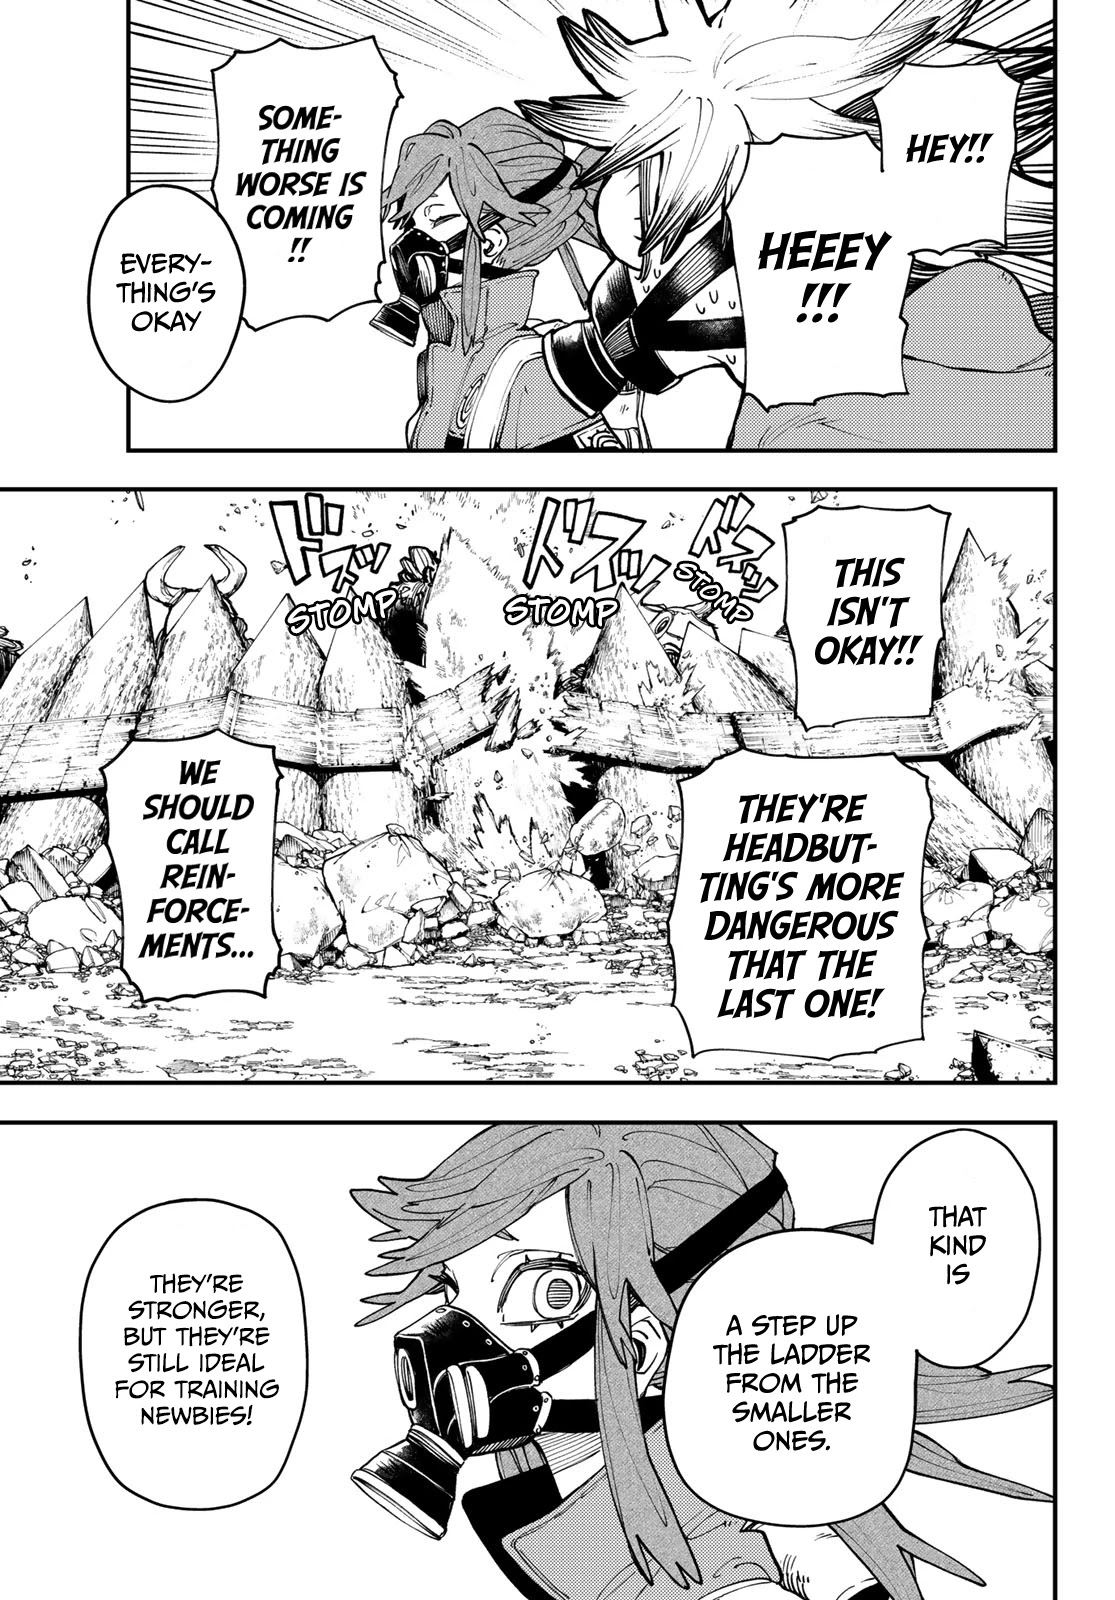 HEY!!
HEEEY
!!!
SOME-
THING
WORSE IS
COMING
!!
EVERY-
THING'S
OKAY
THIS
ISN'T
OKAY!!
ドズッ
STOMP
ドズッ
STOMP
ドズッ
STOMP
THEY'RE
HEADBUT-
TING'S MORE
DANGEROUS
THAT THE
LAST ONE!
WE
SHOULD
CALL
REIN-
FORCE-
MENTS...
THAT
KIND
IS
A STEP UP
THE LADDER
FROM THE
SMALLER
ONES.
THEY'RE
STRONGER,
BUT THEY'RE
STILL IDEAL
FOR TRAINING
NEWBIES!